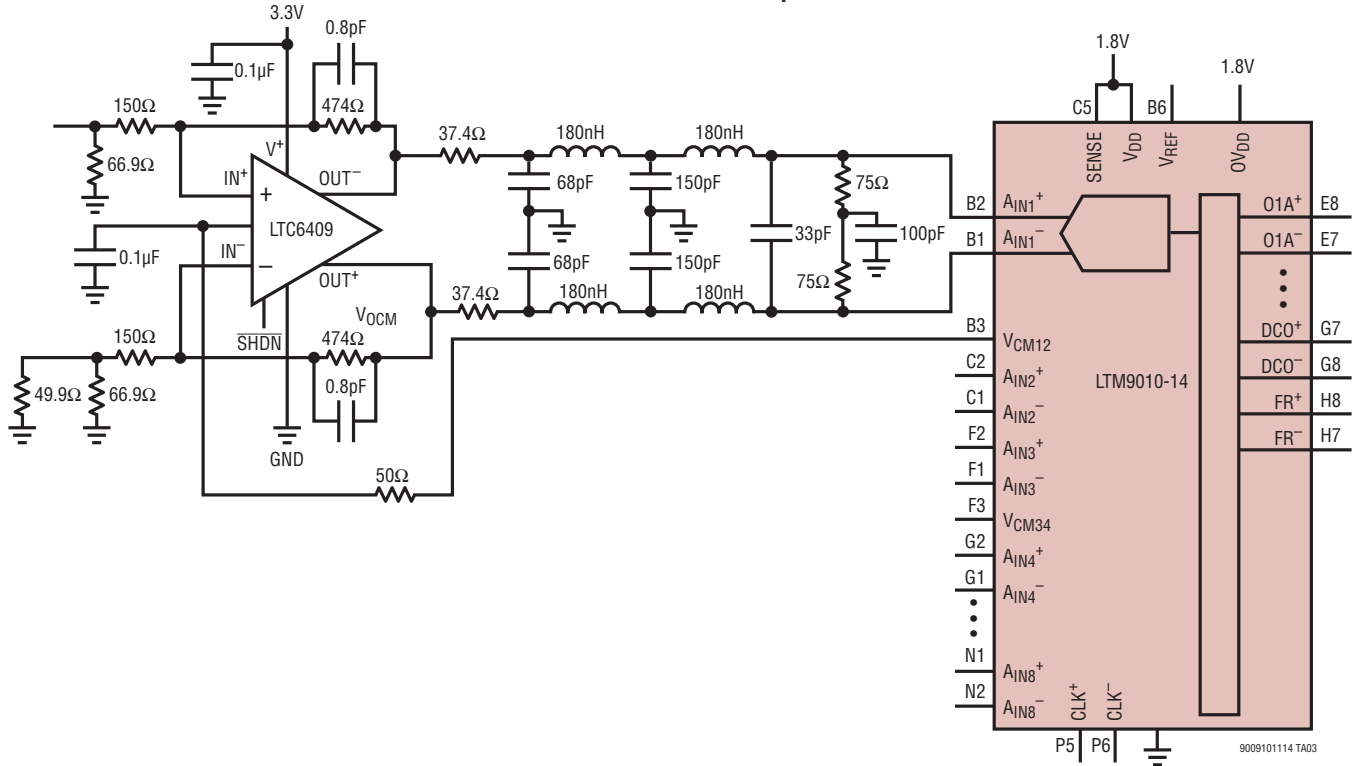 3.3V
0.8pF
0.1µF
1.8V
1.8V
150Ω
474Ω
C5
B6
37.4Ω
180nH
180nH
SENSE
VDD
VREF
OVDD
66.9Ω
V+
IN+
OUT−
+
LTC6409
68pF
150pF
75Ω
B2
AIN1+
O1A+
E8
33pF
100pF
B1
AIN1−
O1A−
E7
0.1µF
IN−
−
OUT+
68pF
150pF
75Ω
37.4Ω
180nH
180nH
VOCM
SHDN
150Ω
474Ω
B3
VCM12
DCO+
G7
C2
AIN2+
LTM9010-14
DCO−
G8
49.9Ω
66.9Ω
0.8pF
C1
AIN2−
FR+
H8
F2
AIN3+
FR−
H7
GND
F1
AIN3−
50Ω
F3
VCM34
G2
AIN4+
G1
AIN4−
N1
AIN8+
N2
AIN8−
CLK+
CLK−
P5
P6
9009101114 TA03